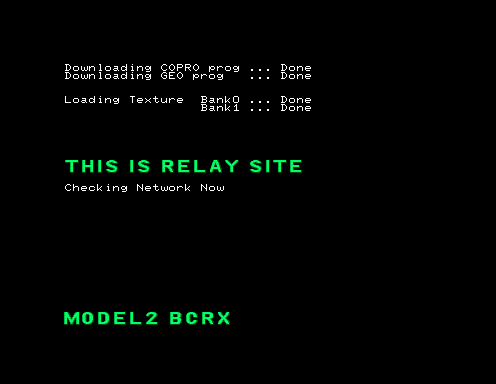 Downloading COPRO prog ... Done
Downloading GEO prog   ... Done
Loading Texture  Bank0 ... Done
Bank1 ... Done
THIS IS RELAY SITE
Checking Network Now
MODEL2 BCRX